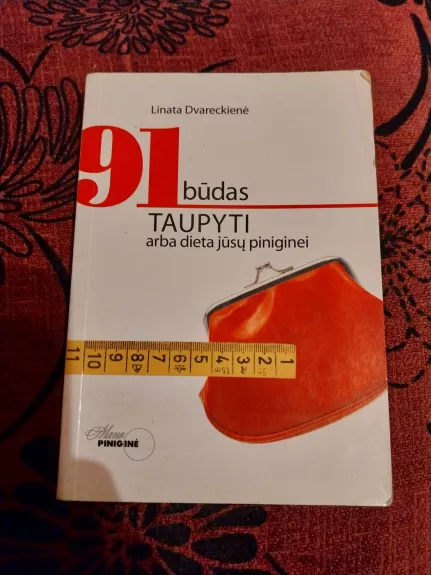 Linata Dvareckienė
91 būdas
TAUPYTI
arba dieta jūsų piniginei
11 10 9 8 7 6 5 4 3 2 1
Mano
PINIGINĖ